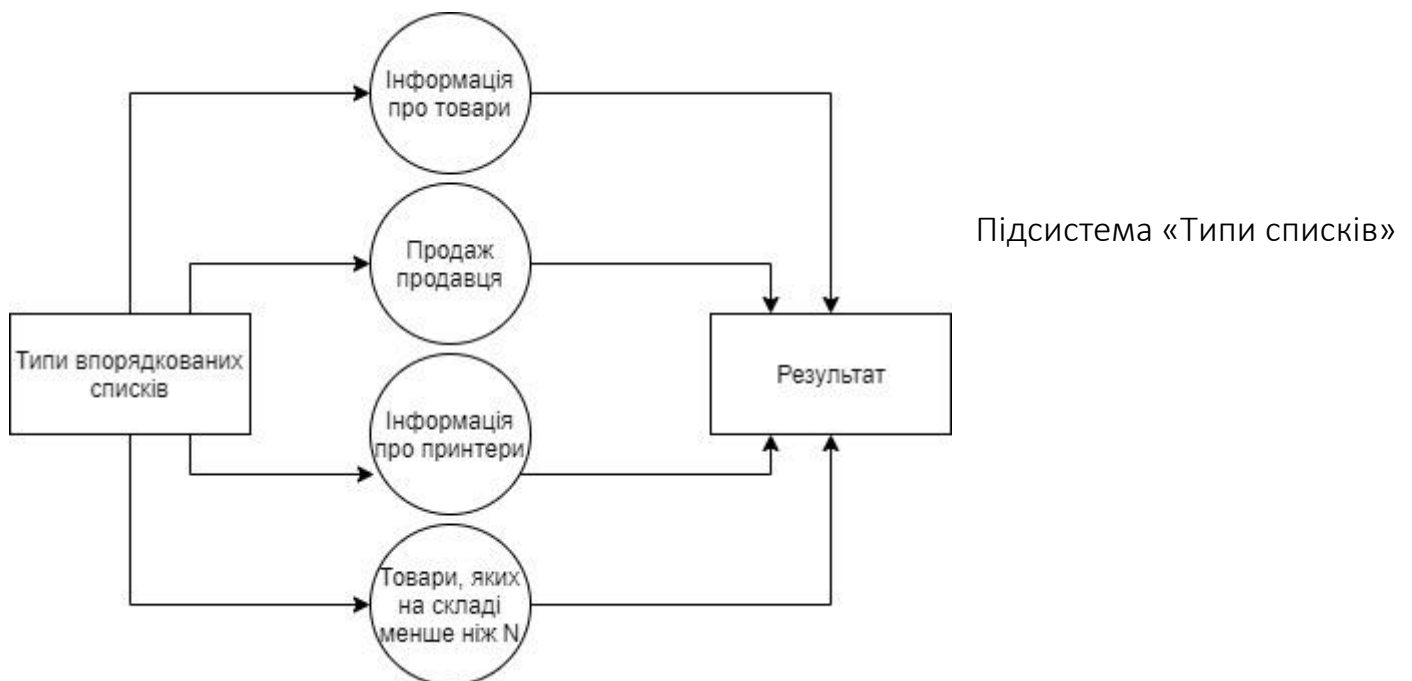 Інформація
про товари
Продаж
продавця
Підсистема «Типи списків»
Типи впорядкованих
списків
Результат
Інформація
про принтери
Товари, яких
на складі
менше ніж N